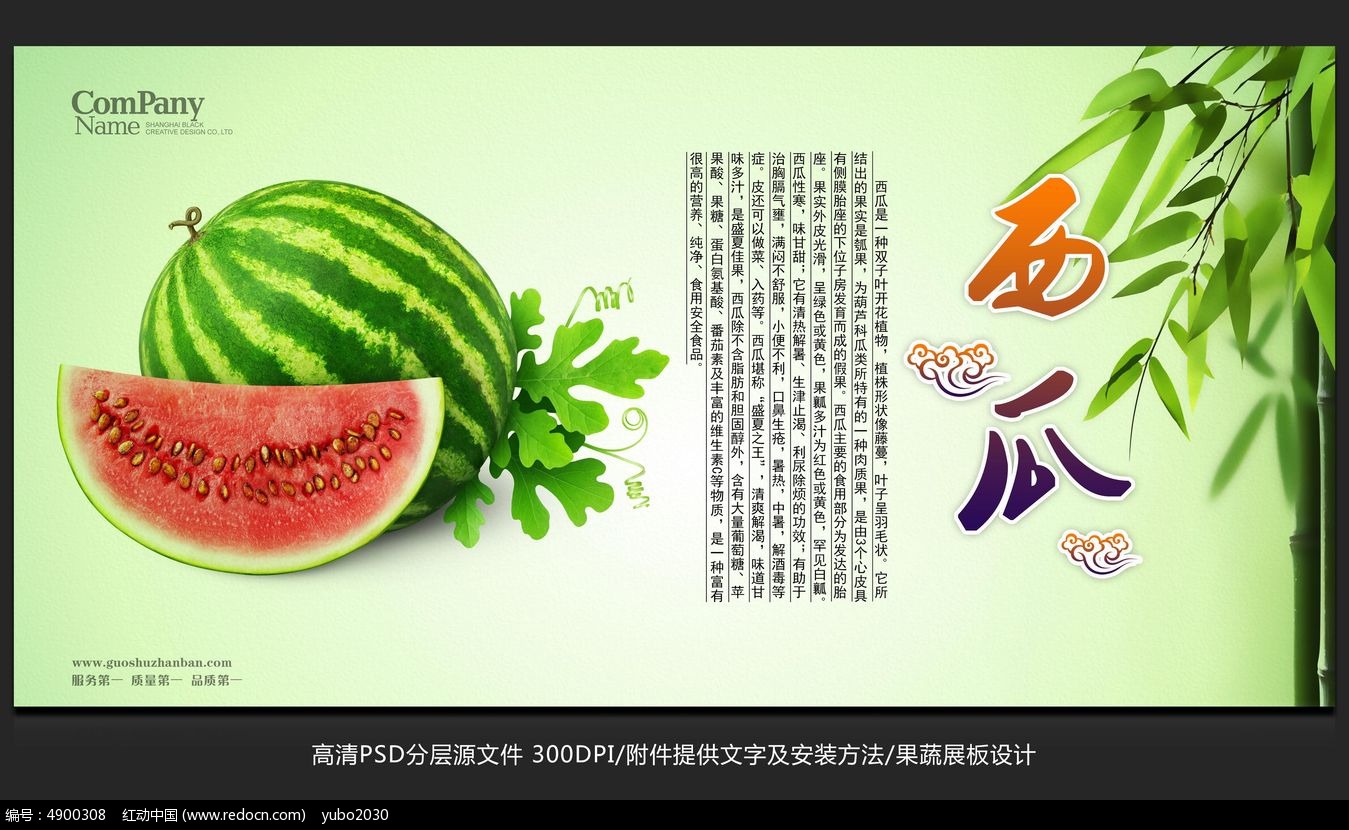 ComPany
Name
SHANGHAI BLACK
CREATIVE DESIGN CO., LTD
西瓜
西瓜是一种双子叶开花植物，植株形状像藤蔓，叶子呈羽毛状。它所
结出的果实是瓠果，为葫芦科瓜类所特有的一种肉质果，是由3个心皮具
有侧膜胎座的下位子房发育而成的假果。西瓜主要的食用部分为发达的胎
座。果实外皮光滑，呈绿色或黄色，果瓤多汁为红色或黄色，罕见白瓤。
西瓜性寒，味甘甜；它有清热解暑、生津止渴、利尿除烦的功效；有助于
治胸膈气壅，满闷不舒服，小便不利，口鼻生疮，暑热，中暑，解酒毒等
症。皮还可以做菜、入药等。西瓜堪称“盛夏之王”，清爽解渴，味道甘
味多汁，是盛夏佳果，西瓜除不含脂肪和胆固醇外，含有大量葡萄糖、苹
果酸、果糖、蛋白氨基酸、番茄素及丰富的维生素C等物质，是一种富有
很高的营养、纯净、食用安全食品。
www.guoshuzhanban.com
服务第一 质量第一 品质第一
高清PSD分层源文件 300DPI/附件提供文字及安装方法/果蔬展板设计
编号：4900308 红动中国 (www.redocn.com) yubo2030